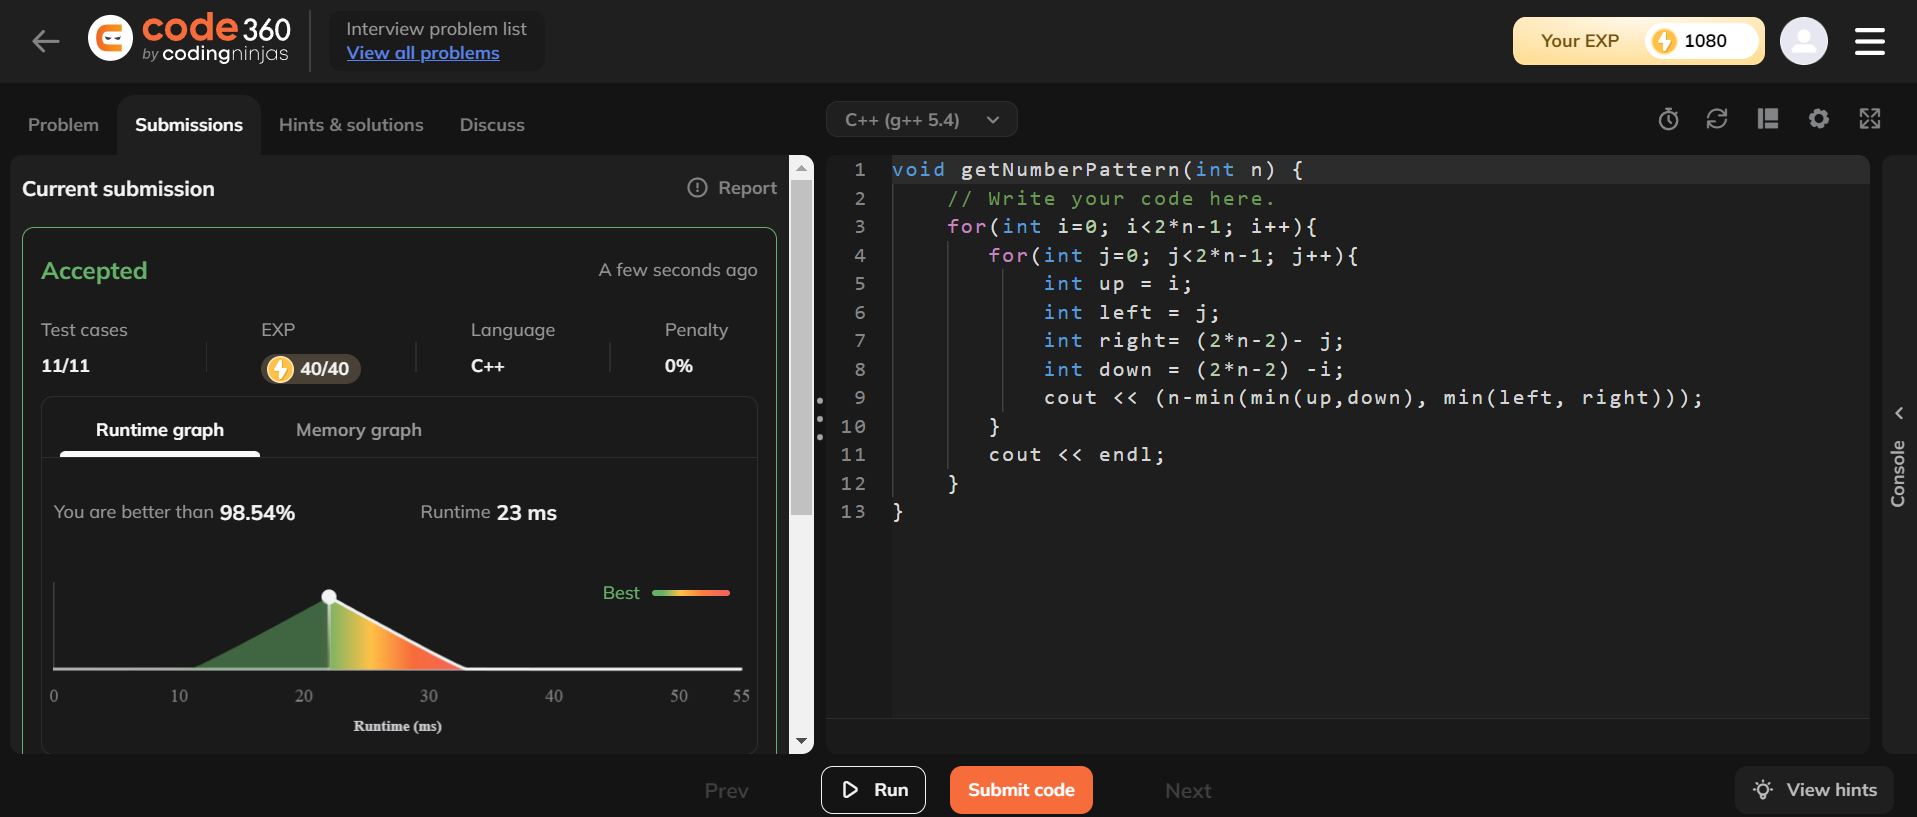 code 360
by codingninjas
Interview problem list
View all problems
Your EXP 1080
Problem Submissions Hints & solutions Discuss
Current submission Report
Accepted A few seconds ago
Test cases EXP Language Penalty
11/11 40/40 C++ 0%
Runtime graph Memory graph
You are better than 98.54% Runtime 23 ms
Best
0 10 20 30 40 50 55
Runtime (ms)
C++ (g++ 5.4)
1 void getNumberPattern(int n) {
2 // Write your code here.
3 for(int i=0; i<2*n-1; i++){
4 for(int j=0; j<2*n-1; j++){
5 int up = i;
6 int left = j;
7 int right= (2*n-2)- j;
8 int down = (2*n-2) -i;
9 cout << (n-min(min(up,down), min(left, right)));
10 }
11 cout << endl;
12 }
13 }
Console
Prev Run Submit code Next View hints